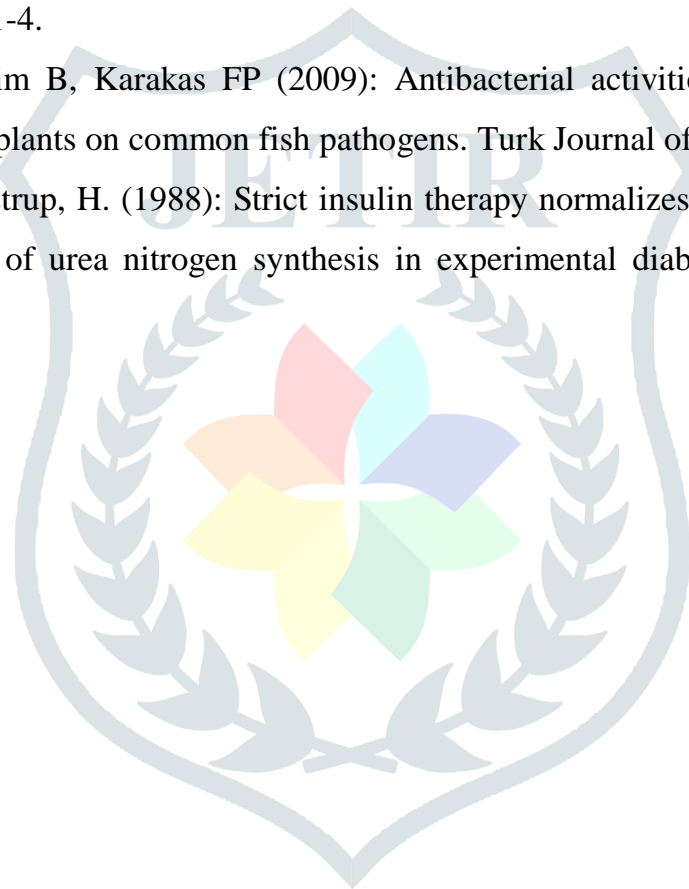 1-4.
im B, Karakas FP (2009): Antibacterial activitie
plants on common fish pathogens. Turk Journal of
JETIR
trup, H. (1988): Strict insulin therapy normalizes
of urea nitrogen synthesis in experimental diab